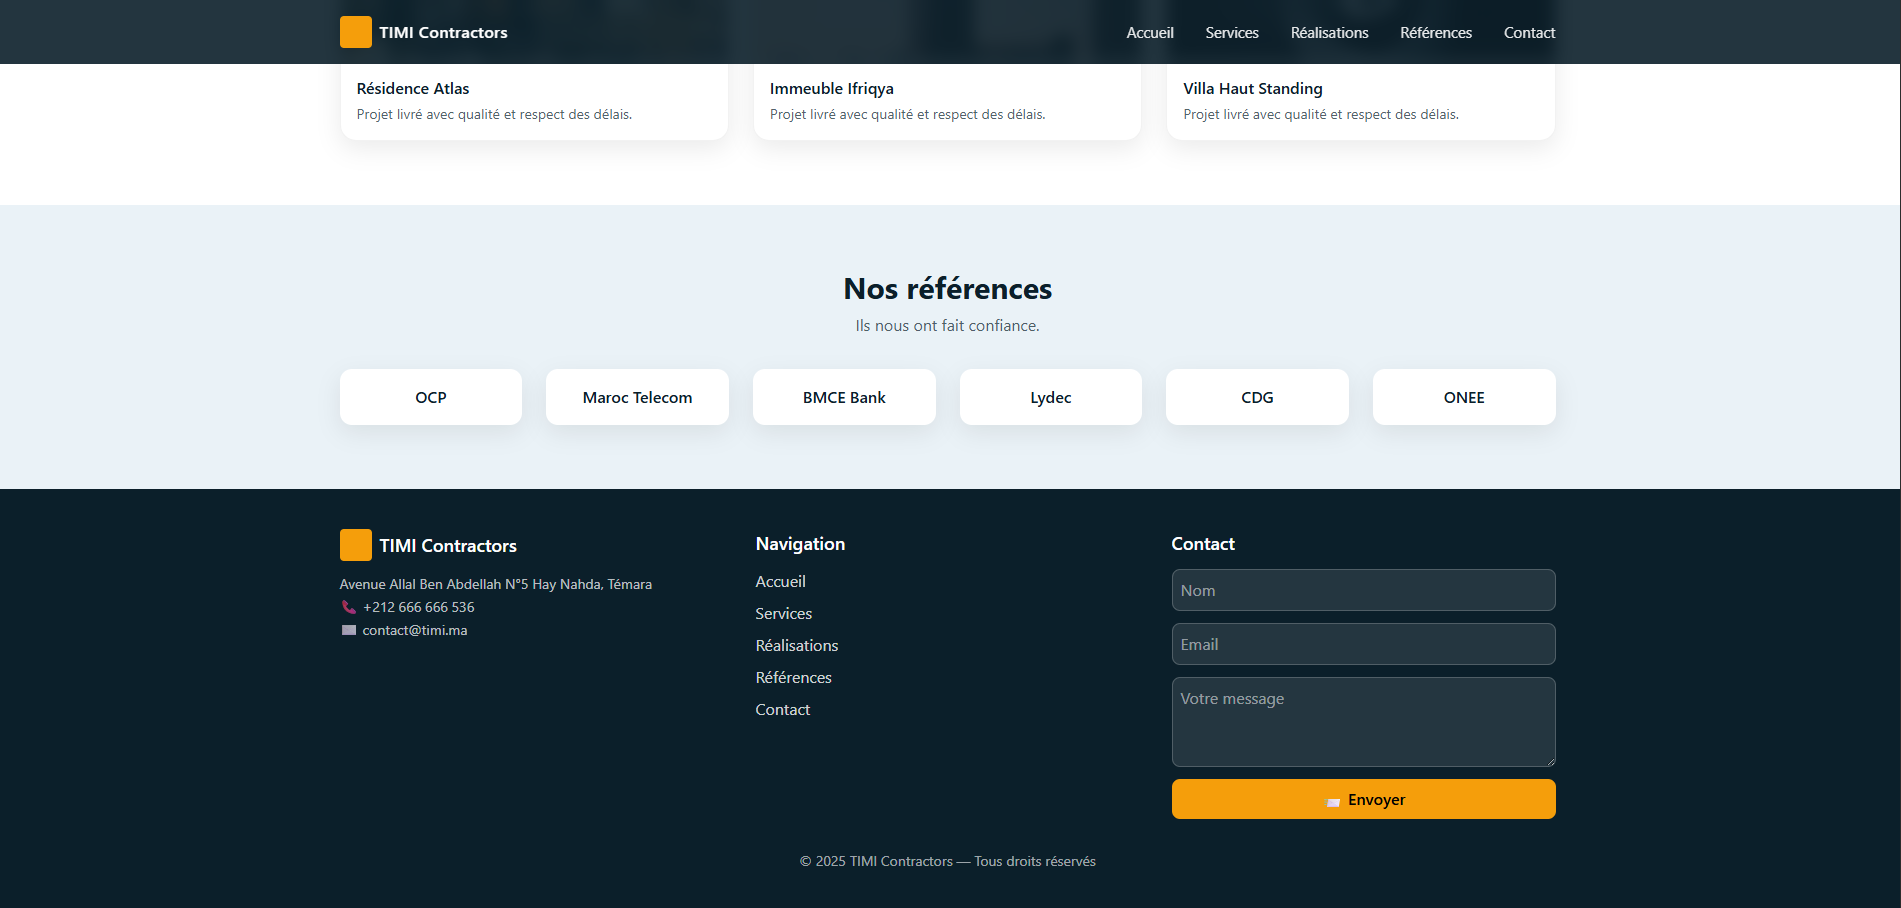 TIMI Contractors
Accueil
Services
Réalisations
Références
Contact
Résidence Atlas
Projet livré avec qualité et respect des délais.
Immeuble Ifriqya
Projet livré avec qualité et respect des délais.
Villa Haut Standing
Projet livré avec qualité et respect des délais.
Nos références
Ils nous ont fait confiance.
OCP
Maroc Telecom
BMCE Bank
Lydec
CDG
ONEE
TIMI Contractors
Avenue Allal Ben Abdellah N°5 Hay Nahda, Témara
+212 666 666 536
contact@timi.ma
Navigation
Accueil
Services
Réalisations
Références
Contact
Contact
Nom
Email
Votre message
Envoyer
© 2025 TIMI Contractors — Tous droits réservés